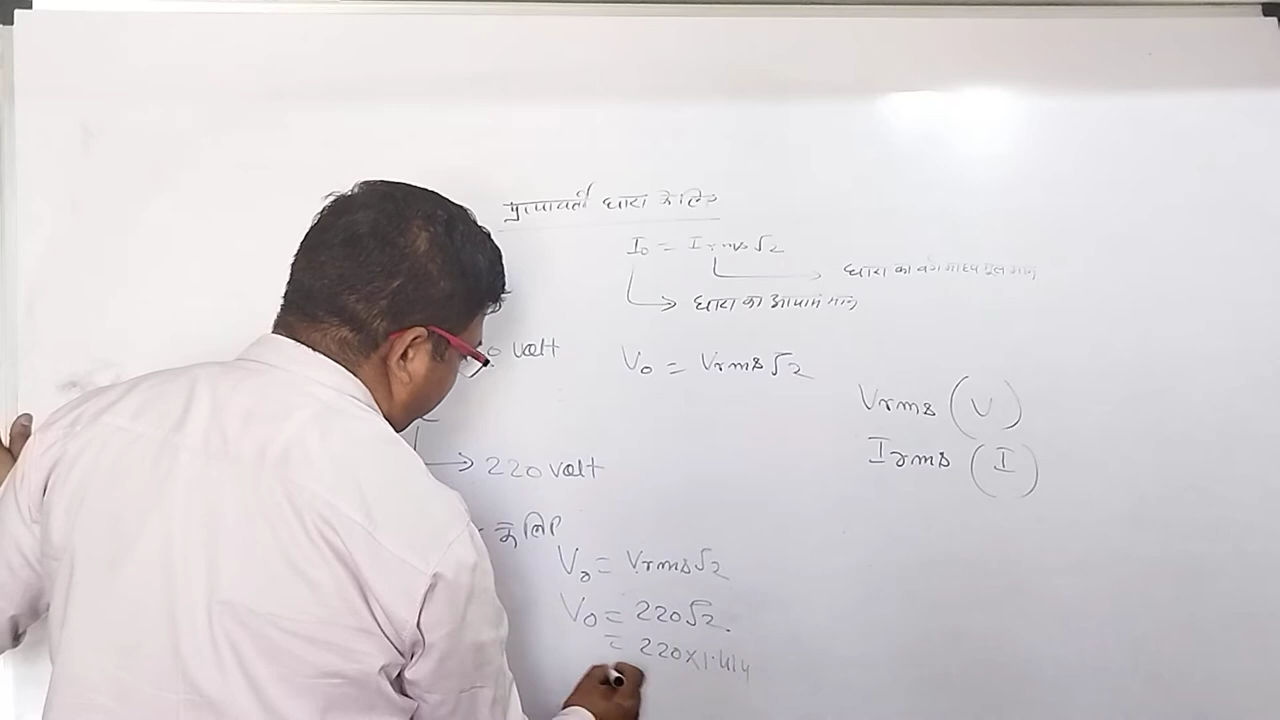 प्रत्यावर्ती धारा के लिए
I₀ = Irms√2
धारा का वर्ग माध्य मूल मान
धारा का आयाम मान
volt
V₀ = Vrms√2
Vrms (V)
Irms (I)
220 volt
के लिए
V₀ = Vrms√2
V₀ = 220√2
= 220×1.414